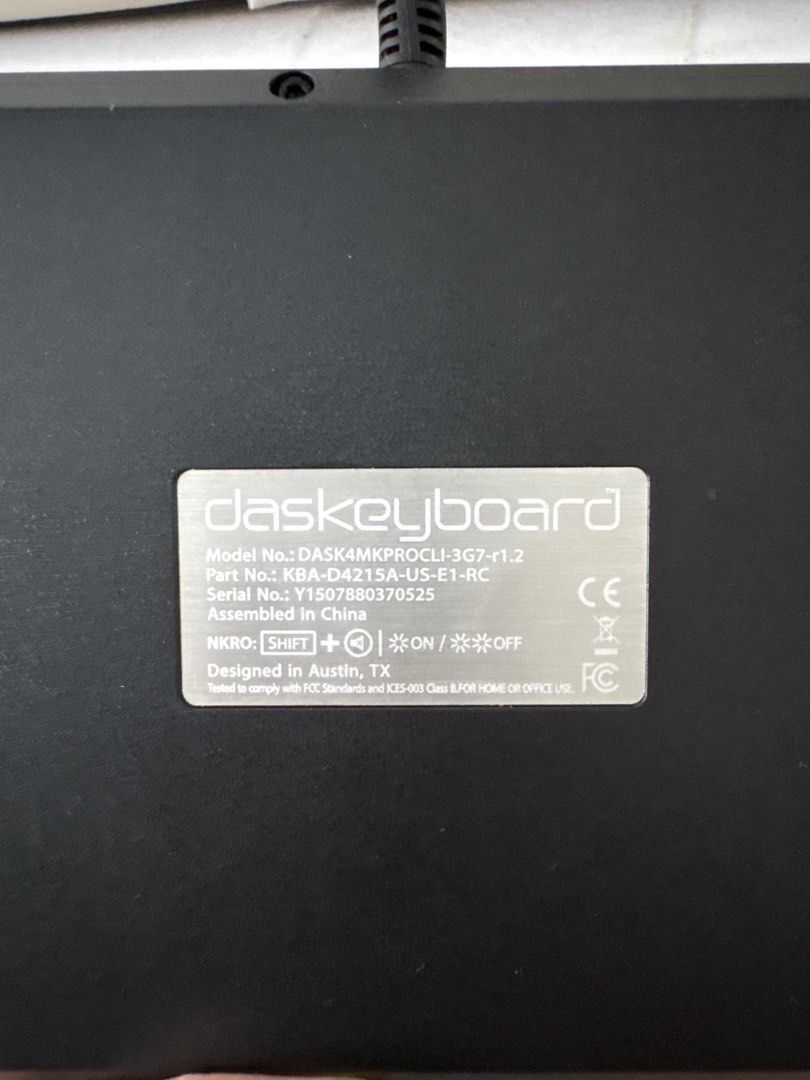 daskeyboard™
Model No.: DASK4MKPROCLI-3G7-r1.2
Part No.: KBA-D4215A-US-E1-RC
Serial No.: Y1507880370525
Assembled in China
NKRO: SHIFT + | ON / OFF
Designed in Austin, TX
Tested to comply with FCC Standards and ICES-003 Class B.FOR HOME OR OFFICE USE.
CE
FC